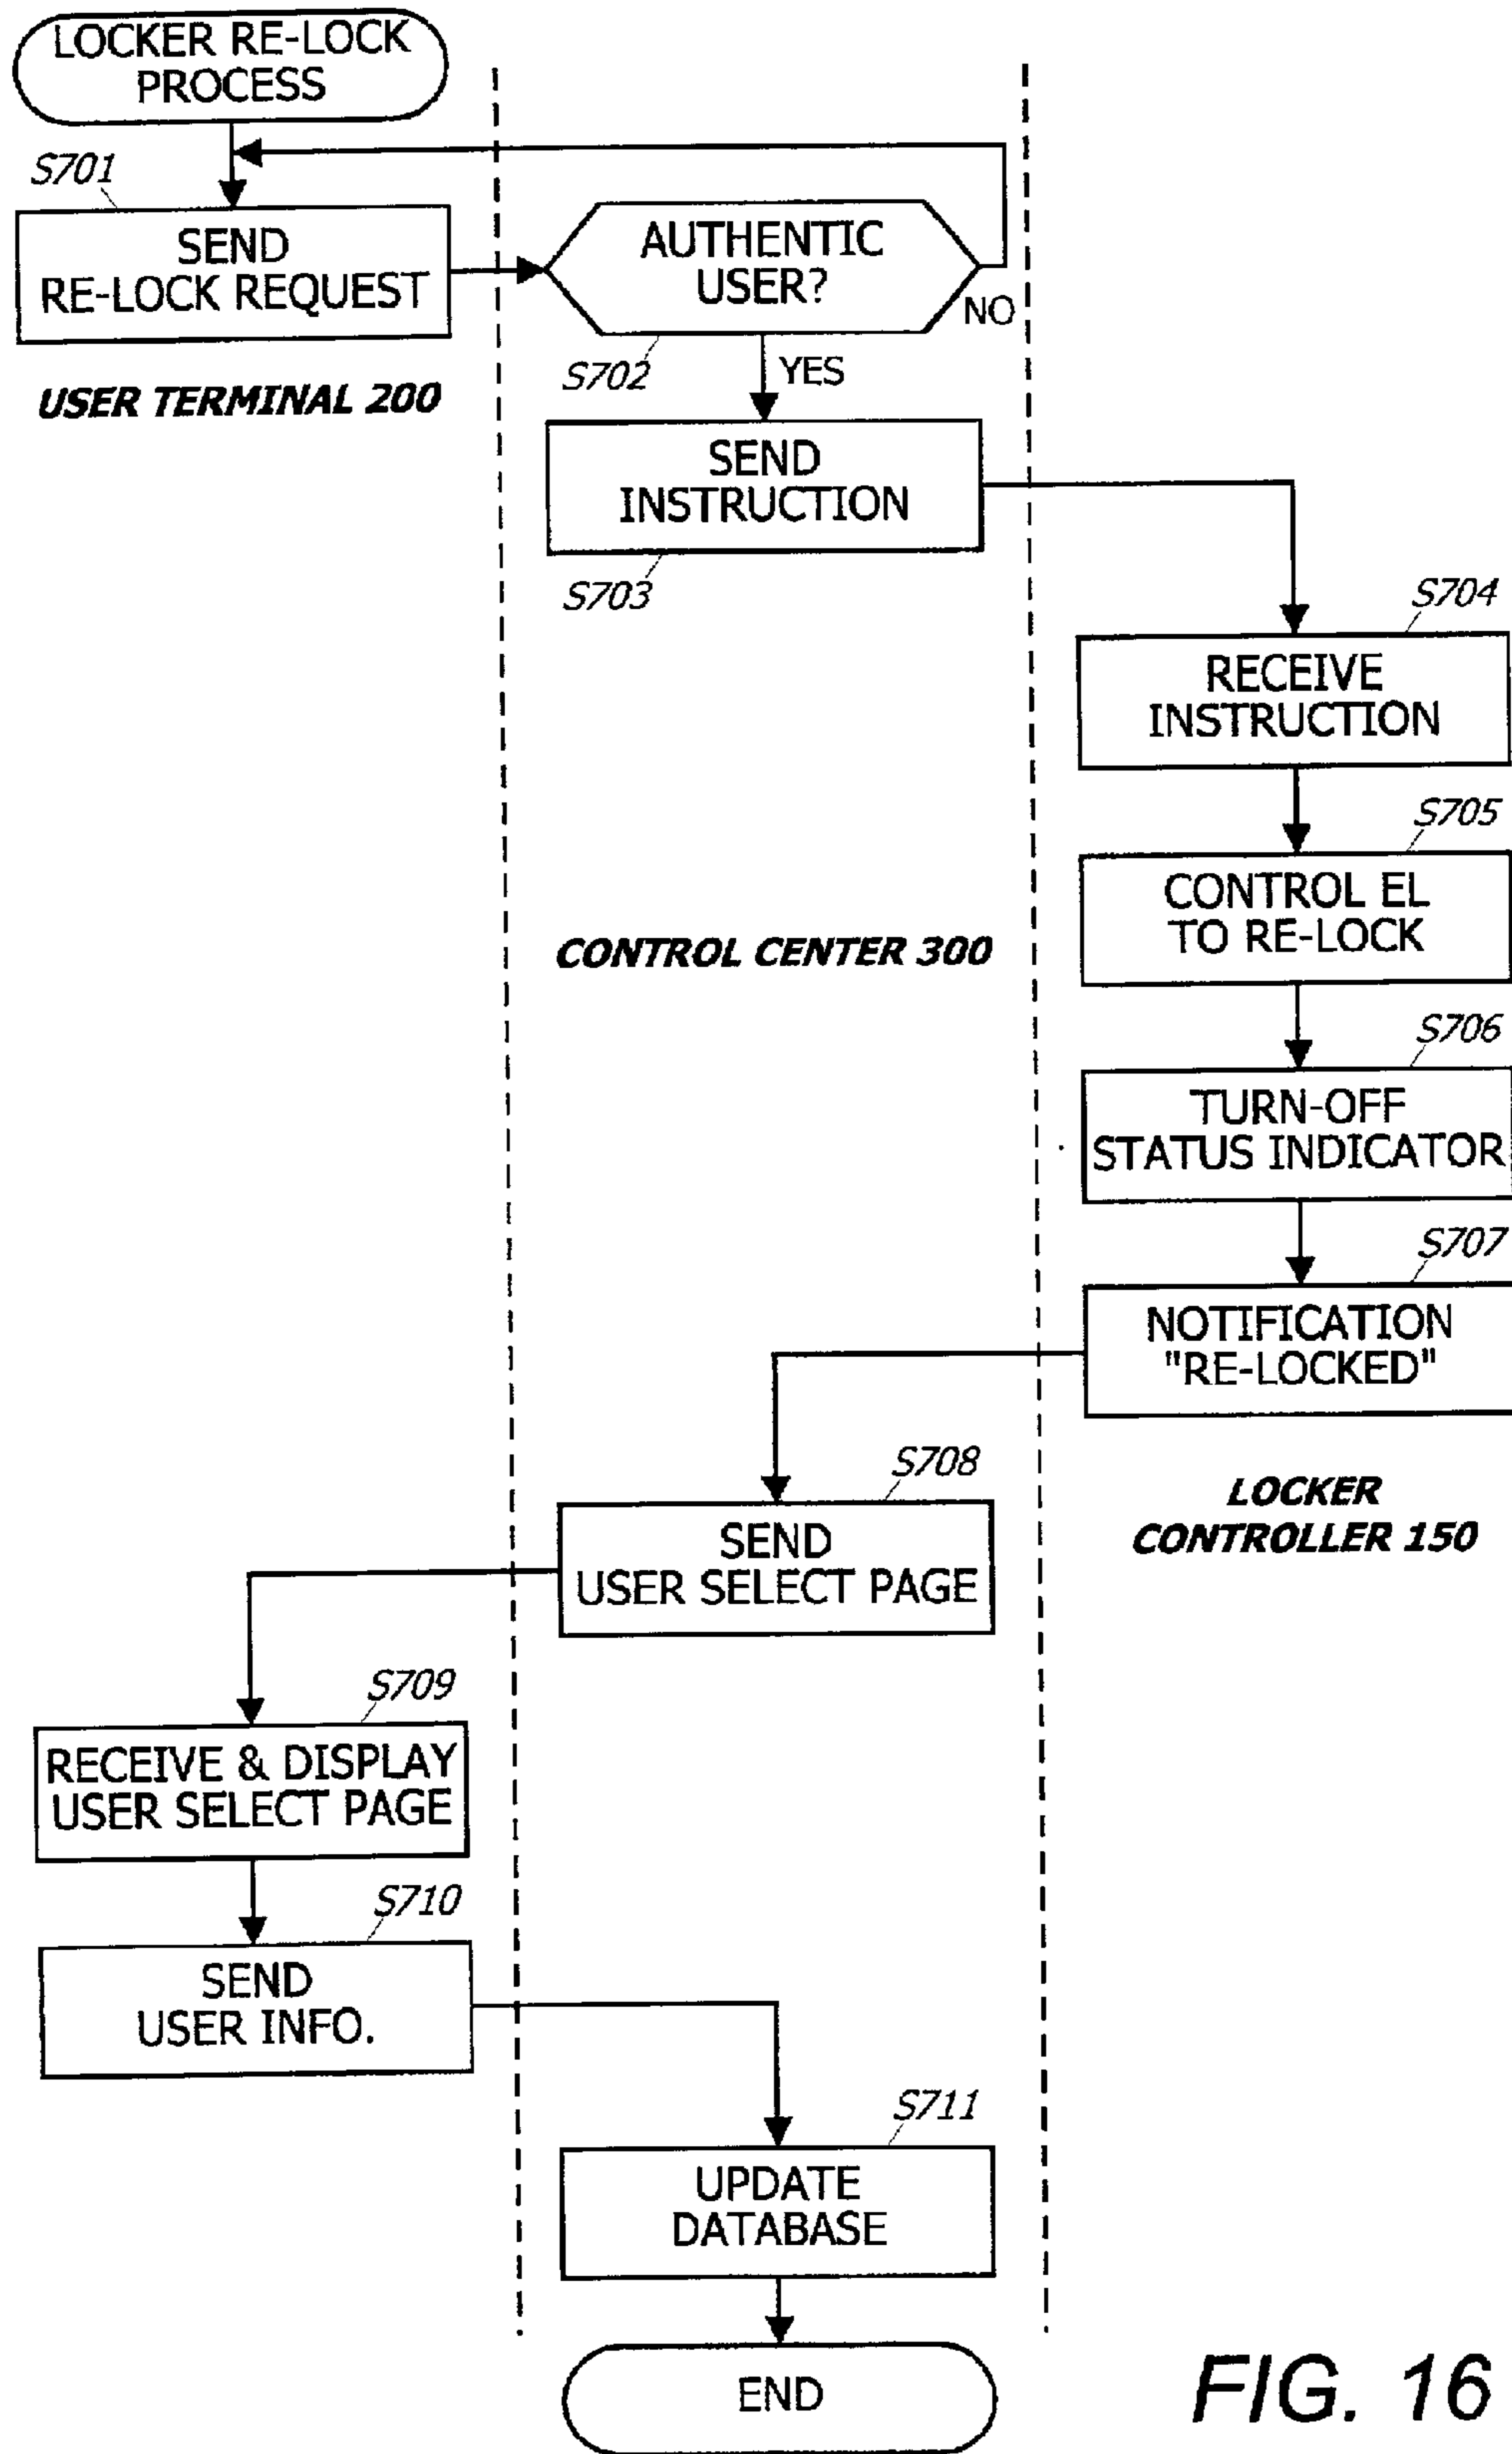 LOCKER RE-LOCK
PROCESS
S701
SEND
RE-LOCK REQUEST
AUTHENTIC
USER?
NO
S702
YES
USER TERMINAL 200
SEND
INSTRUCTION
S703
S704
RECEIVE
INSTRUCTION
S705
CONTROL EL
TO RE-LOCK
CONTROL CENTER 300
S706
TURN-OFF
STATUS INDICATOR
S707
NOTIFICATION
"RE-LOCKED"
S708
SEND
USER SELECT PAGE
LOCKER
CONTROLLER 150
S709
RECEIVE & DISPLAY
USER SELECT PAGE
S710
SEND
USER INFO.
S711
UPDATE
DATABASE
END
FIG. 16